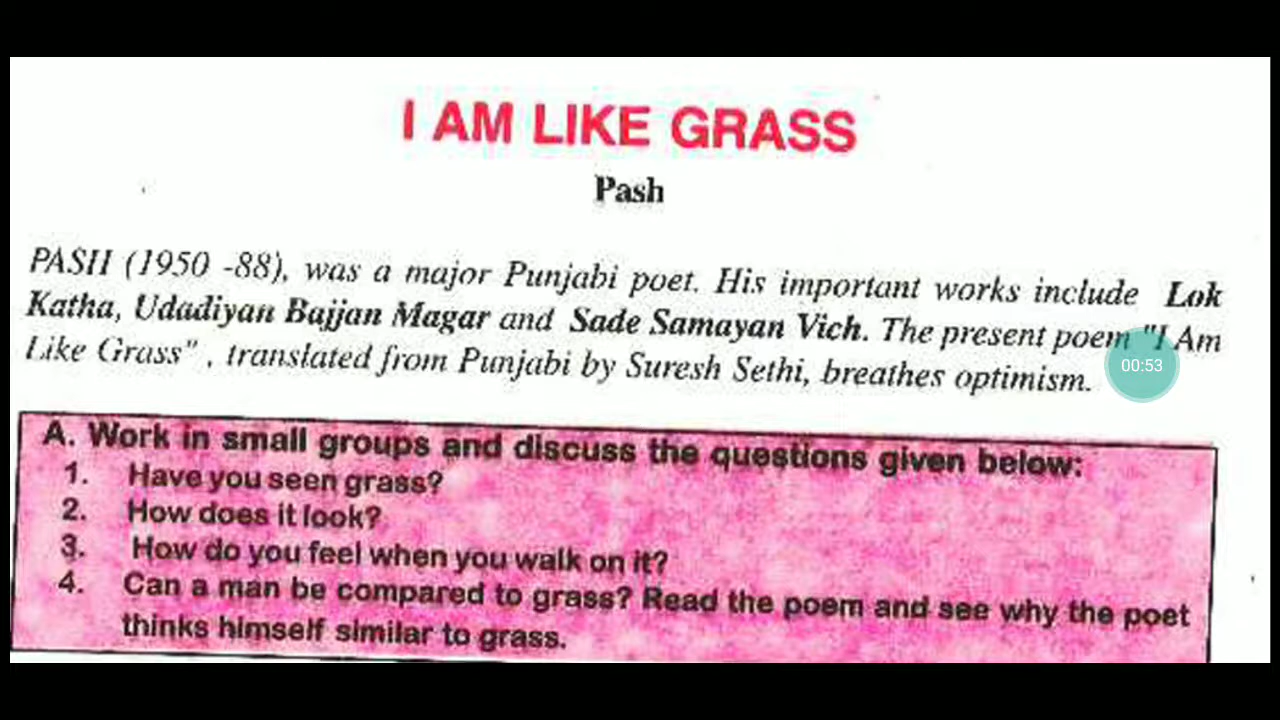 I AM LIKE GRASS
Pash
PASH (1950 -88), was a major Punjabi poet. His important works include Lok
Katha, Udadiyan Bajjan Magar and Sade Samayan Vich. The present poem "I Am
Like Grass" , translated from Punjabi by Suresh Sethi, breathes optimism.
00:53
A. Work in small groups and discuss the questions given below:
1. Have you seen grass?
2. How does it look?
3. How do you feel when you walk on it?
4. Can a man be compared to grass? Read the poem and see why the poet
thinks himself similar to grass.